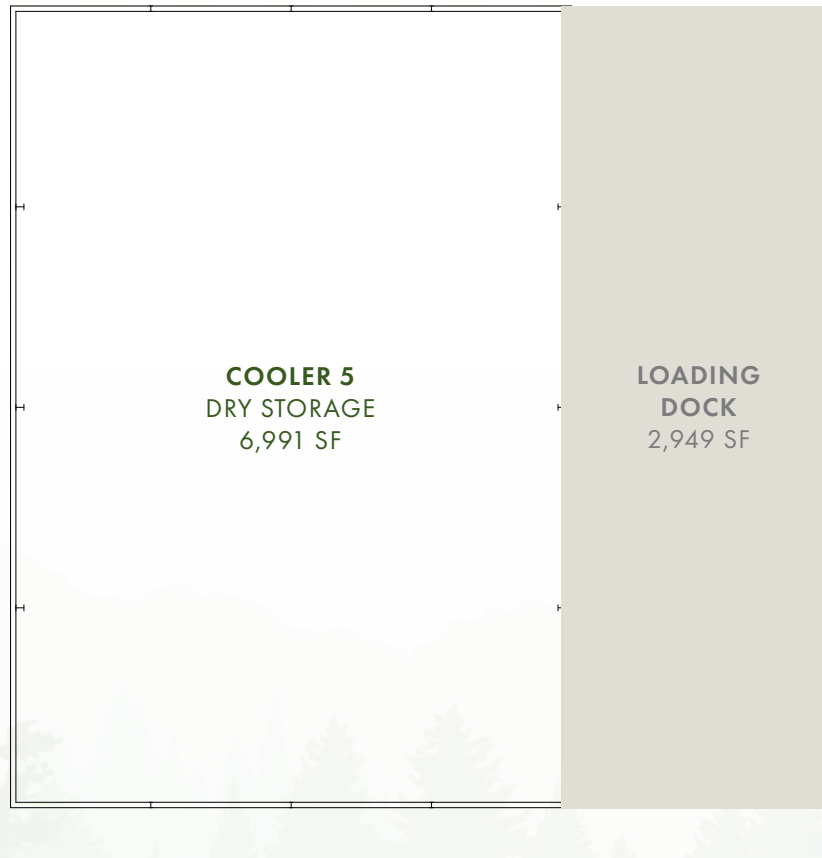 COOLER 5
DRY STORAGE
6,991 SF
LOADING
DOCK
2,949 SF